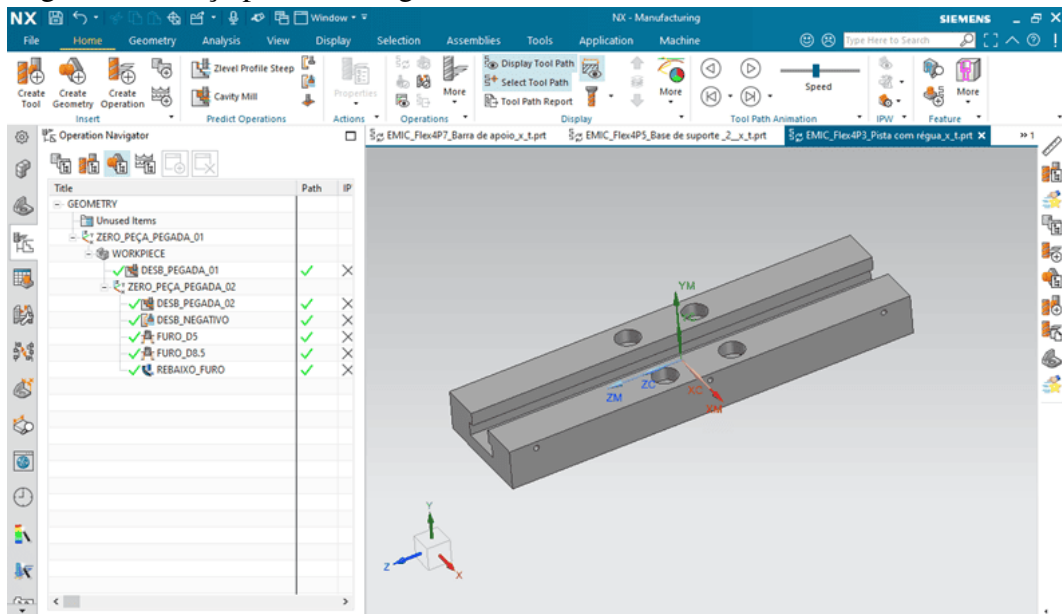 NX Window NX - Manufacturing SIEMENS
File Home Geometry Analysis View Display Selection Assemblies Tools Application Machine Type Here to Search
Create Tool
Create Geometry
Create Operation
Zlevel Profile Steep
Cavity Mill
Properties
More
Display Tool Path
Select Tool Path
Tool Path Report
More
Speed
More
Insert Predict Operations Actions Operations Display Tool Path Animation IPW Feature
Operation Navigator
EMIC_Flex4P7_Barra de apoio_x_t.prt EMIC_Flex4P5_Base de suporte _2__x_t.prt EMIC_Flex4P3_Pista com régua_x_t.prt 1
Title Path IP
GEOMETRY
Unused Items
ZERO_PEÇA_PEGADA_01
WORKPIECE
DESB_PEGADA_01
ZERO_PEÇA_PEGADA_02
DESB_PEGADA_02
DESB_NEGATIVO
FURO_D5
FURO_D8.5
REBAIXO_FURO
YM
ZM ZC XC
XM
Y
Z X